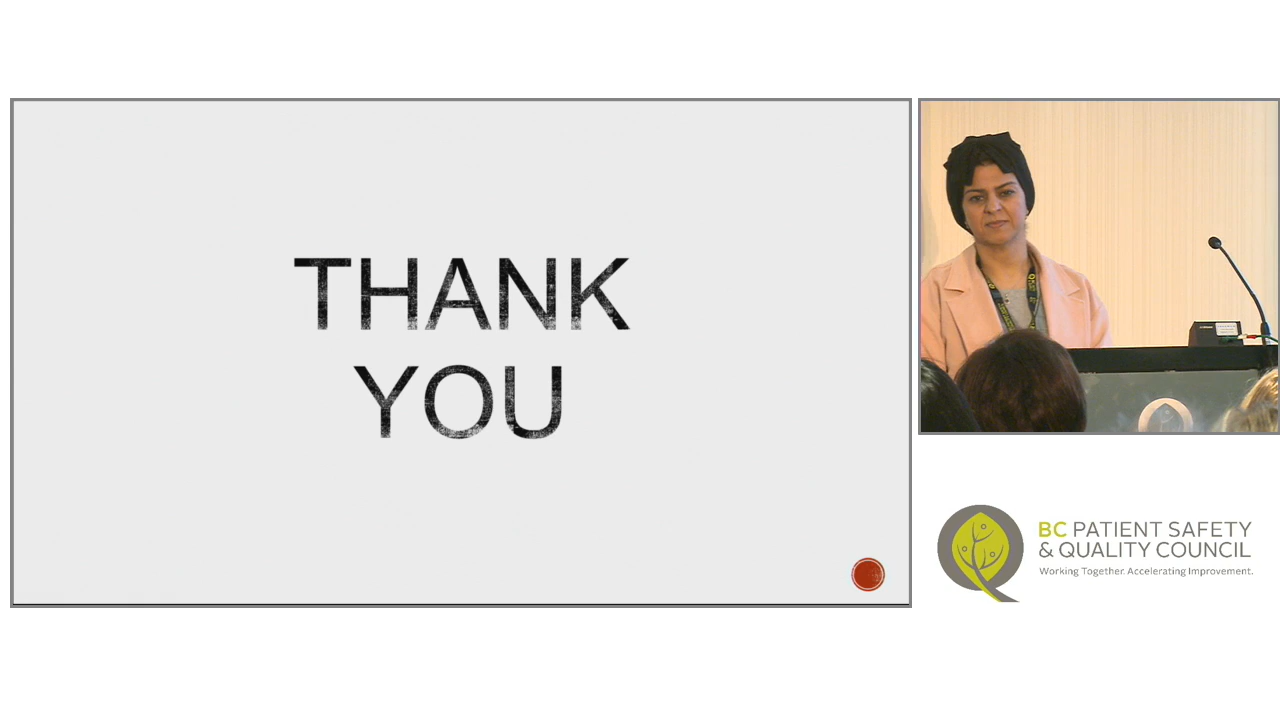 THANK
YOU
BC PATIENT SAFETY
& QUALITY COUNCIL
Working Together. Accelerating Improvement.